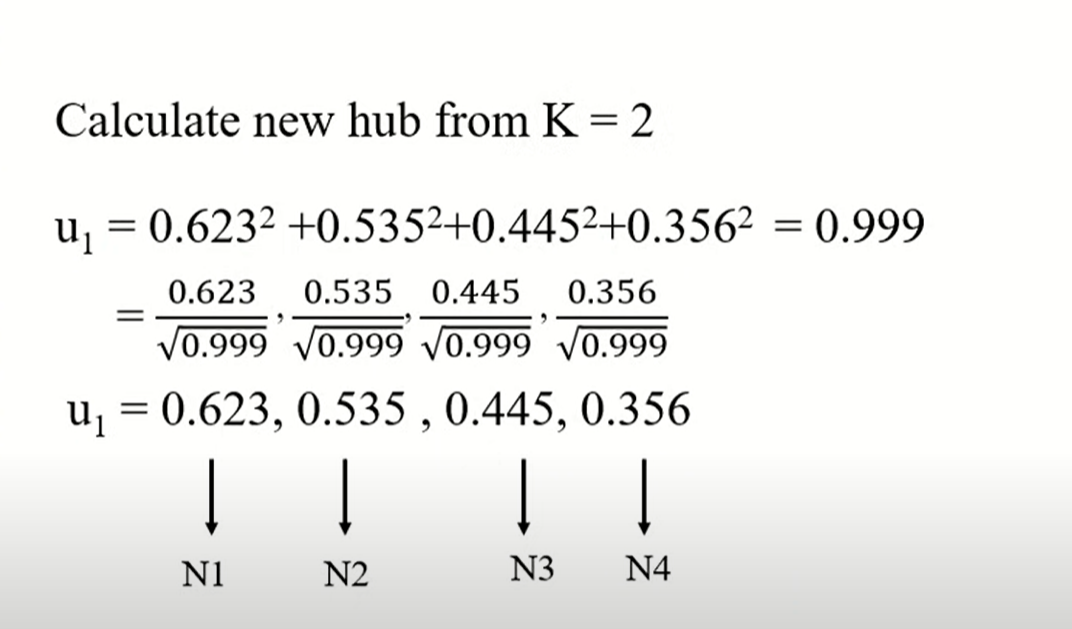 Calculate new hub from K = 2
u₁ = 0.623² +0.535²+0.445²+0.356² = 0.999
= 0.623/√0.999 , 0.535/√0.999 , 0.445/√0.999 , 0.356/√0.999
u₁ = 0.623, 0.535 , 0.445, 0.356
N1 N2 N3 N4